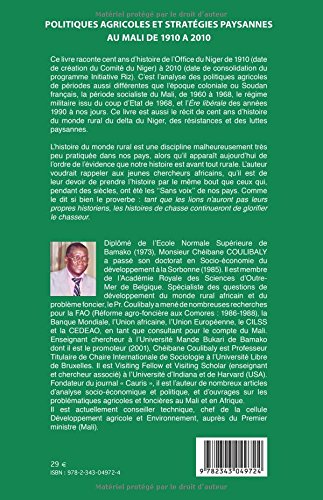 Matériel protégé par le droit d'auteur
POLITIQUES AGRICOLES ET STRATÉGIES PAYSANNES
AU MALI DE 1910 A 2010
Ce livre raconte cent ans d'histoire de l'Office du Niger de 1910 (date
de création du Comité du Niger) à 2010 (date de consolidation du
programme Initiative Riz). C'est l'analyse des politiques agricoles
de périodes aussi différentes que l'époque coloniale ou Soudan
français, la période socialiste du Mali, de 1960 à 1968, le régime
militaire issu du coup d'Etat de 1968, et l'Ère libérale des années
1990 à nos jours. Ce livre est aussi le récit de cent ans d'histoire
du monde rural du delta du Niger, des résistances et des luttes
paysannes.
L'histoire du monde rural est une discipline malheureusement très
peu pratiquée dans nos pays, alors qu'il apparaît aujourd'hui de
l'ordre de l'évidence que notre histoire est avant tout rurale. L'auteur
voudrait rappeler aux jeunes chercheurs africains, qu'il est de
leur devoir de prendre l'histoire par le même bout que ceux qui,
pendant des siècles, ont été les "Sans voix" de nos pays. Comme
le dit si bien le proverbe : tant que les lions n'auront pas leurs
propres historiens, les histoires de chasse continueront de glorifier
le chasseur.
Diplômé de l'Ecole Normale Supérieure de
Bamako (1973), Monsieur Chéibane COULIBALY
a passé son doctorat en Socio-économie du
développement à la Sorbonne (1985). Il est membre
de l'Académie Royale des Sciences d'Outre-
Mer de Belgique. Spécialiste des questions
de développement du monde rural africain et du
problème foncier, le Pr. Coulibaly a mené de nombreuses recherches
pour la FAO (Réforme agro-foncière aux Comores : 1986-1988), la
Banque Mondiale, l'Union africaine, l'Union Européenne, le CILSS
et la CEDEAO, en tant que consultant pour le compte du Mali.
Enseignant chercheur à l'Université Mande Bukari de Bamako
dont il est le promoteur (2001), Chéibane Coulibaly est Professeur
Titulaire de Chaire Internationale de Sociologie à l'Université Libre
de Bruxelles. Il est Visiting Fellow et Visiting Scholar (enseignant
et chercheur associé) à l'Université d'Indiana et de Harvard (USA).
Fondateur du journal « Cauris », il est l'auteur de nombreux articles
d'analyse socio-économique et politique, et d'ouvrages sur les
problématiques agricoles et foncières au Mali et en Afrique.
Il est actuellement conseiller technique, chef de la cellule
Développement agricole et Environnement, auprès du Premier
ministre (Mali).
29 €
ISBN : 978-2-343-04972-4
9 782343 049724
Matériel protégé par le droit d'auteur